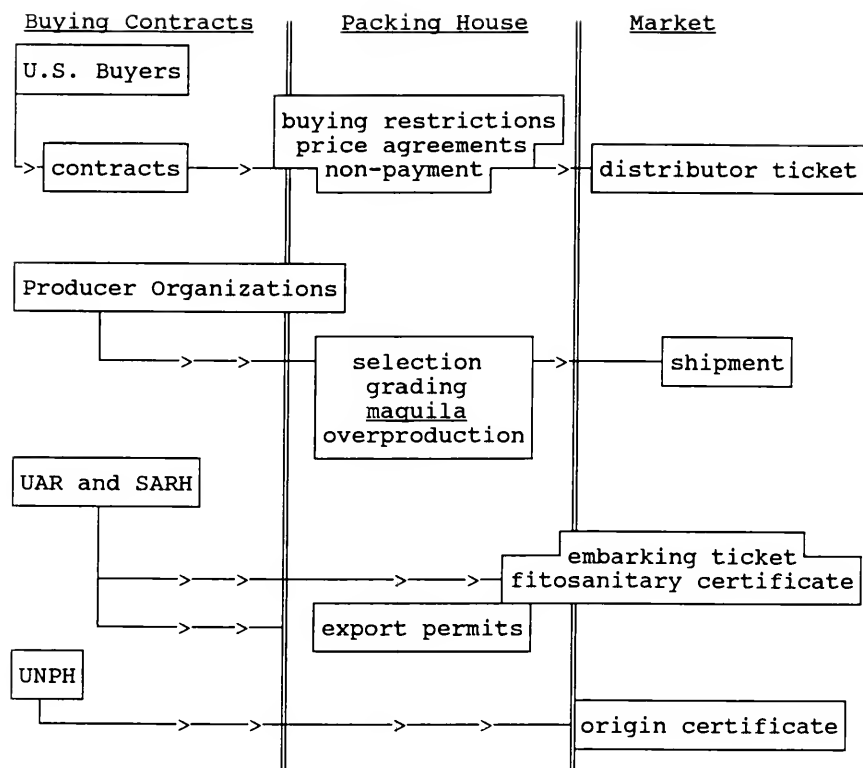 Buying Contracts Packing House Market
U.S. Buyers
buying restrictions
price agreements
contracts non-payment distributor ticket
Producer Organizations
selection shipment
grading
maquila
overproduction
UAR and SARH
embarking ticket
fitosanitary certificate
export permits
UNPH
origin certificate